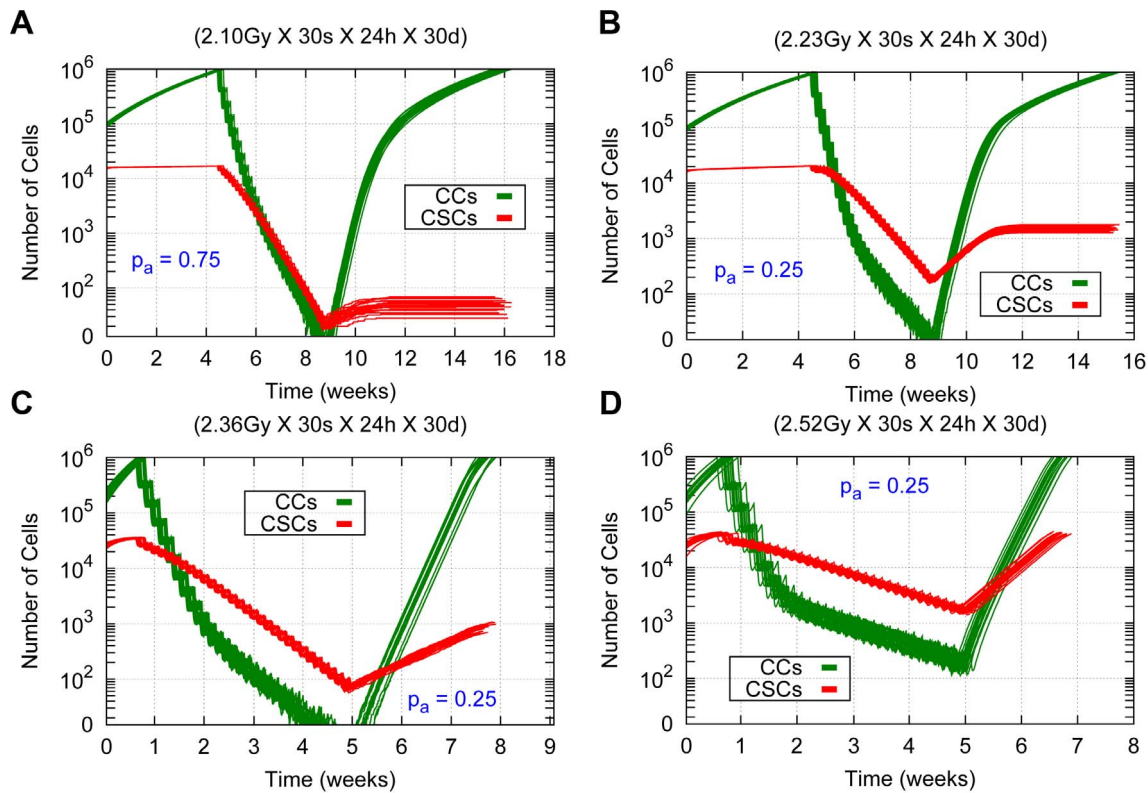 A
(2.10Gy X 30s X 24h X 30d)
Number of Cells
10^6
10^5
10^4
10^3
10^2
0
CCs
CSCs
p_a = 0.75
0 2 4 6 8 10 12 14 16 18
Time (weeks)
B
(2.23Gy X 30s X 24h X 30d)
Number of Cells
10^6
10^5
10^4
10^3
10^2
0
p_a = 0.25
CCs
CSCs
0 2 4 6 8 10 12 14 16
Time (weeks)
C
(2.36Gy X 30s X 24h X 30d)
Number of Cells
10^6
10^5
10^4
10^3
10^2
0
CCs
CSCs
p_a = 0.25
0 1 2 3 4 5 6 7 8 9
Time (weeks)
D
(2.52Gy X 30s X 24h X 30d)
Number of Cells
10^6
10^5
10^4
10^3
10^2
0
p_a = 0.25
CCs
CSCs
0 1 2 3 4 5 6 7 8
Time (weeks)